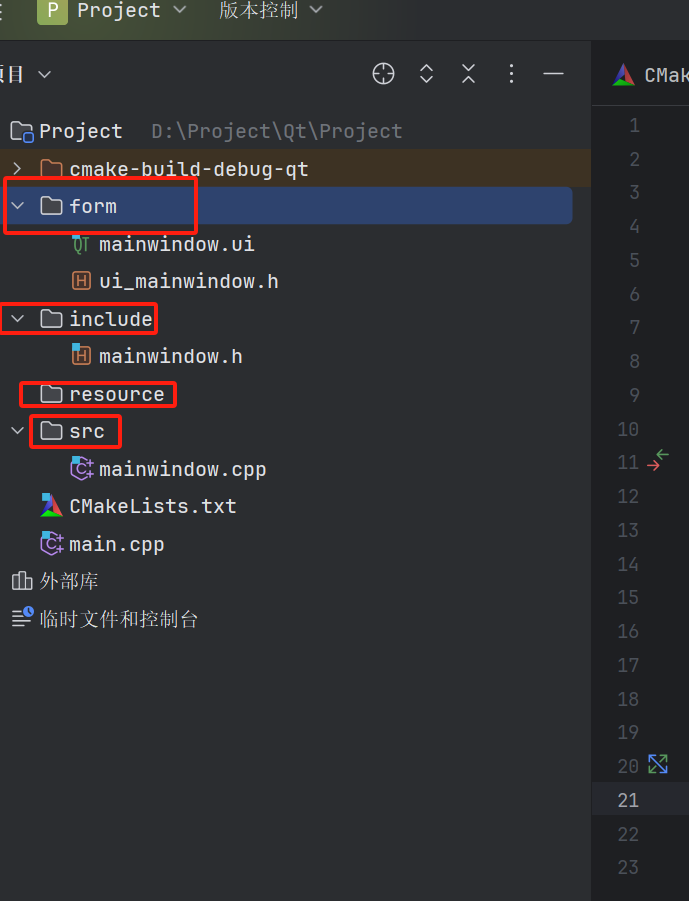 P Project 版本控制
项目
CMak
Project D:\Project\Qt\Project
cmake-build-debug-qt
form
mainwindow.ui
ui_mainwindow.h
include
mainwindow.h
resource
src
mainwindow.cpp
CMakeLists.txt
main.cpp
外部库
临时文件和控制台
1
2
3
4
5
6
7
8
9
10
11
12
13
14
15
16
17
18
19
20
21
22
23